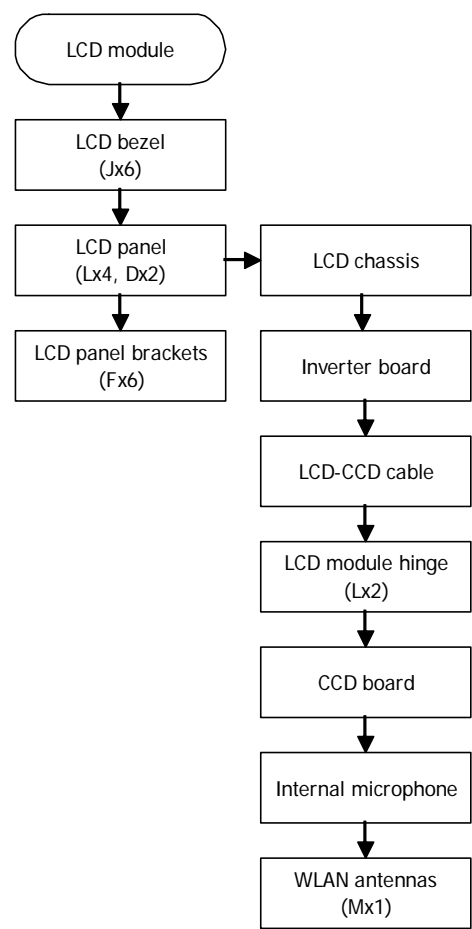 LCD module
LCD bezel
(Jx6)
LCD panel
(Lx4, Dx2)
LCD panel brackets
(Fx6)
LCD chassis
Inverter board
LCD-CCD cable
LCD module hinge
(Lx2)
CCD board
Internal microphone
WLAN antennas
(Mx1)